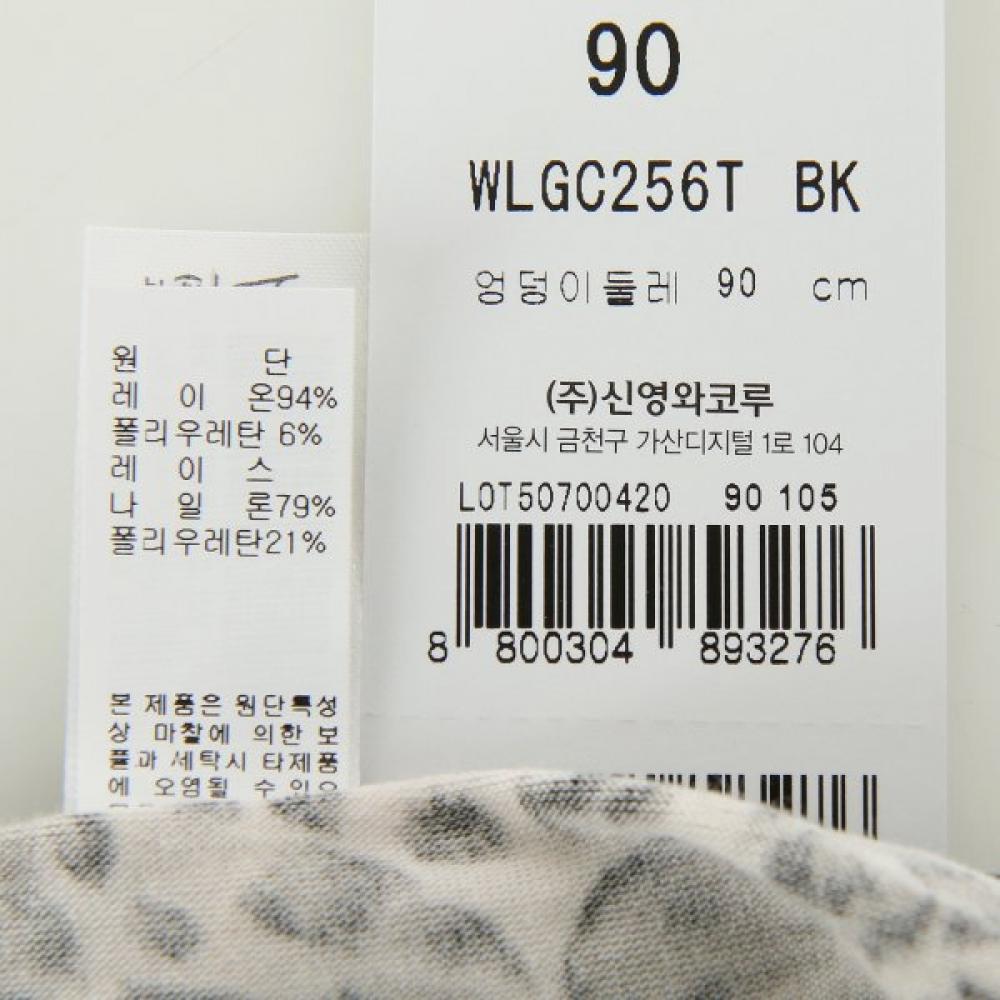 90
WLGC256T BK
엉덩이둘레 90 cm
(주)신영와코루
서울시 금천구 가산디지털 1로 104
LOT50700420 90 105
8 800304 893276
원 단
레 이 온94%
폴리우레탄 6%
레 이 스
나 일 론79%
폴리우레탄21%
본 제품은 원단특성
상 마찰에 의한 보
풀과 세탁시 타제품
에 오염될 수 있으